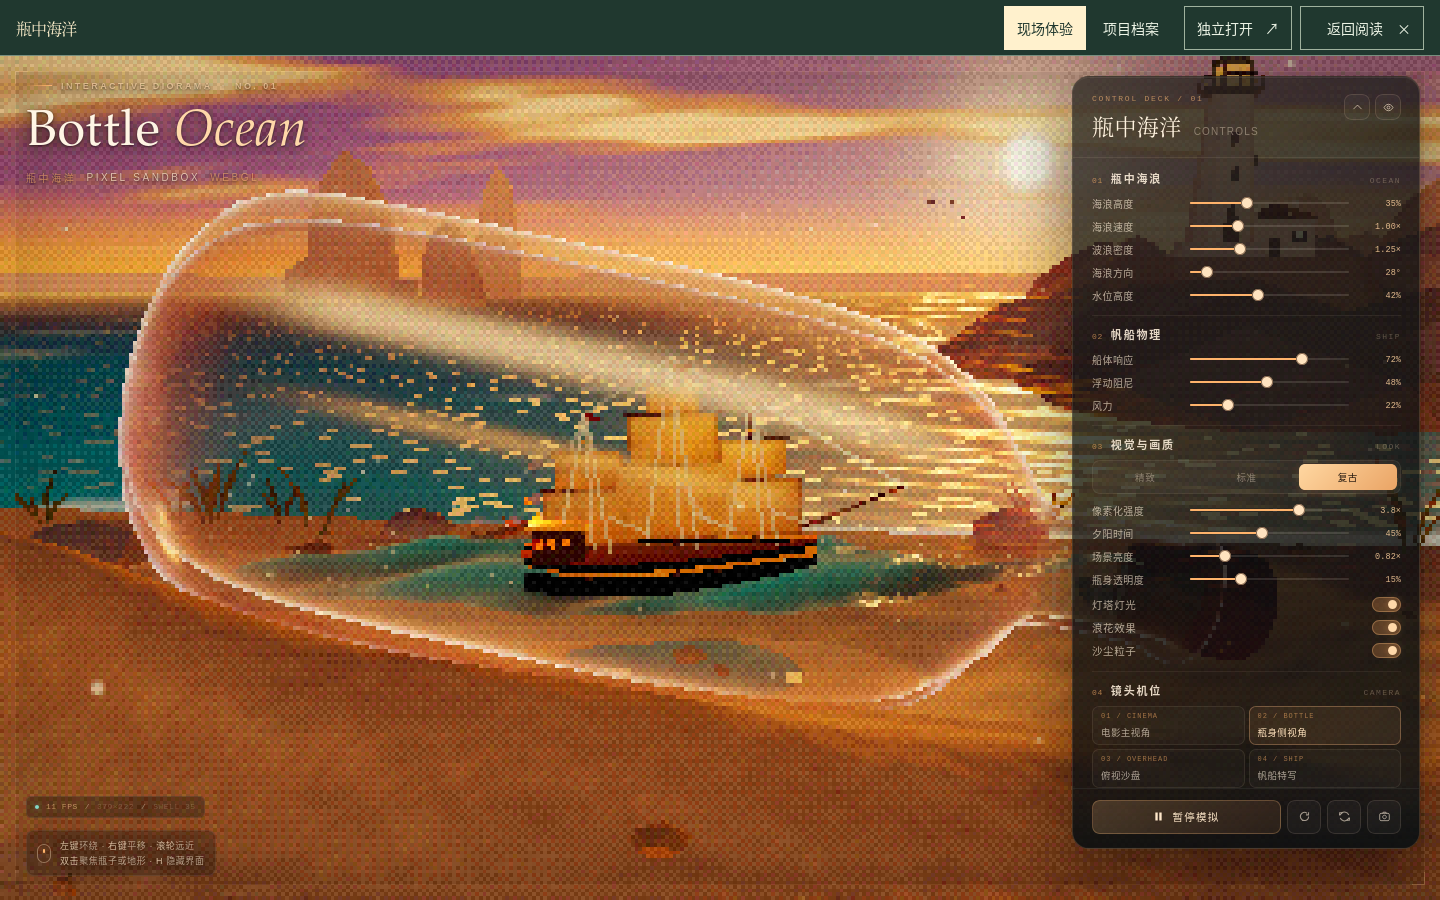 瓶中海洋
现场体验
项目档案
独立打开 ↗
返回阅读 ×
INTERACTIVE DIORAMA NO. 01
Bottle Ocean
瓶中海洋 PIXEL SANDBOX WEBGL
CONTROL DECK / 01
瓶中海洋 CONTROLS
01 瓶中海浪 OCEAN
海浪高度 35%
海浪速度 1.00×
波浪密度 1.25×
海浪方向 28°
水位高度 42%
02 帆船物理 SHIP
船体响应 72%
浮动阻尼 48%
风力 22%
03 视觉与画质 LOOK
精致 标准 复古
像素化强度 3.8×
夕阳时间 45%
场景亮度 0.82×
瓶身透明度 15%
灯塔灯光
浪花效果
沙尘粒子
04 镜头机位 CAMERA
01 / CINEMA
电影主视角
02 / BOTTLE
瓶身侧视角
03 / OVERHEAD
俯视沙盘
04 / SHIP
帆船特写
暂停模拟
11 FPS /
左键环绕 · 右键平移 · 滚轮远近
双击聚焦瓶子或地形 · H 隐藏界面